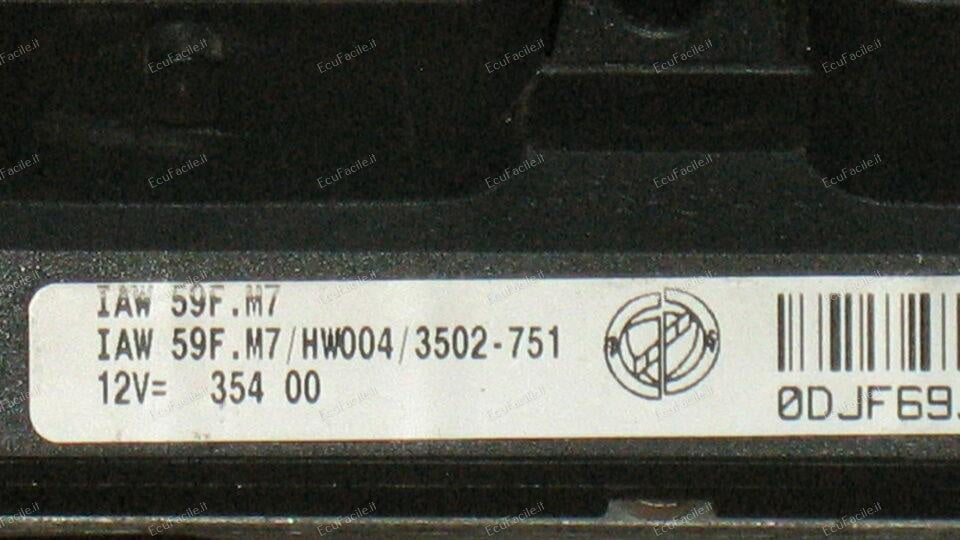 IAW 59F.M7
IAW 59F.M7/HW004/3502-751
12V= 354 00
0DJF69
EcuFacile.it